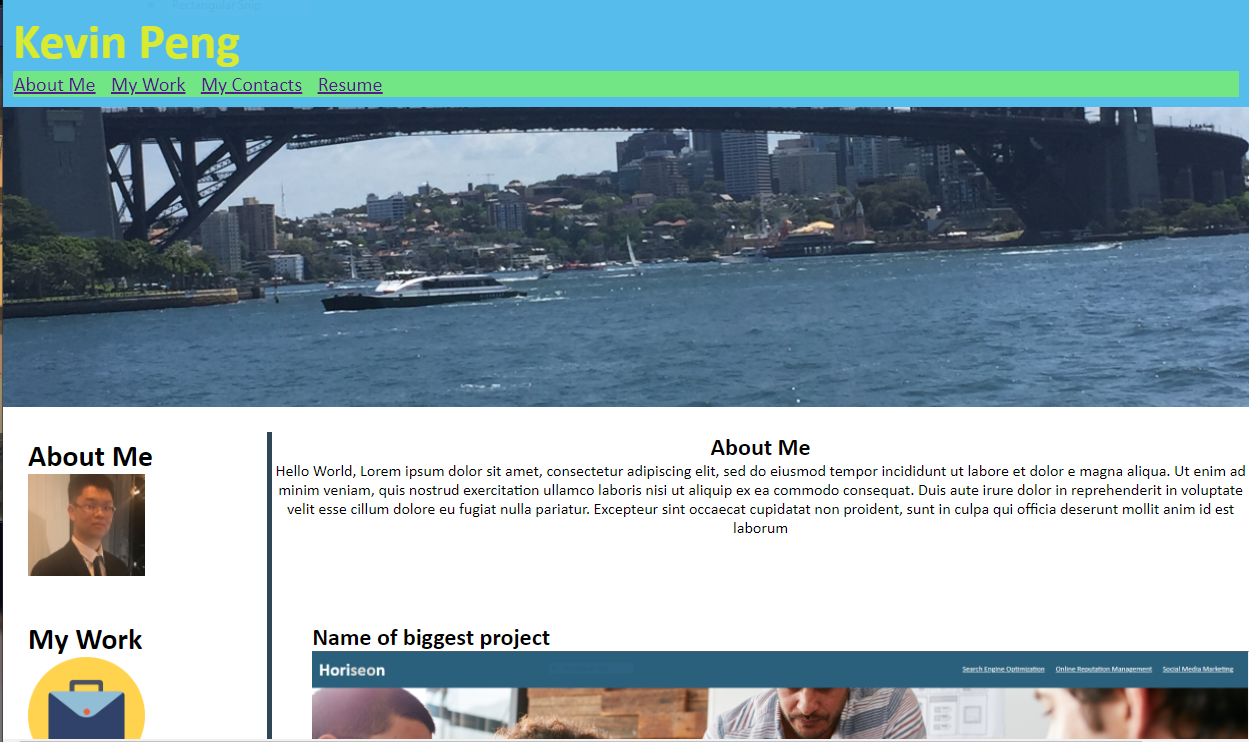 Rectangular Snip
Kevin Peng
About Me My Work My Contacts Resume
About Me
About Me
Hello World, Lorem ipsum dolor sit amet, consectetur adipiscing elit, sed do eiusmod tempor incididunt ut labore et dolor e magna aliqua. Ut enim ad
minim veniam, quis nostrud exercitation ullamco laboris nisi ut aliquip ex ea commodo consequat. Duis aute irure dolor in reprehenderit in voluptate
velit esse cillum dolore eu fugiat nulla pariatur. Excepteur sint occaecat cupidatat non proident, sunt in culpa qui officia deserunt mollit anim id est
laborum
My Work
Name of biggest project
Horiseon Search Engine Optimization Online Reputation Management Social Media Marketing